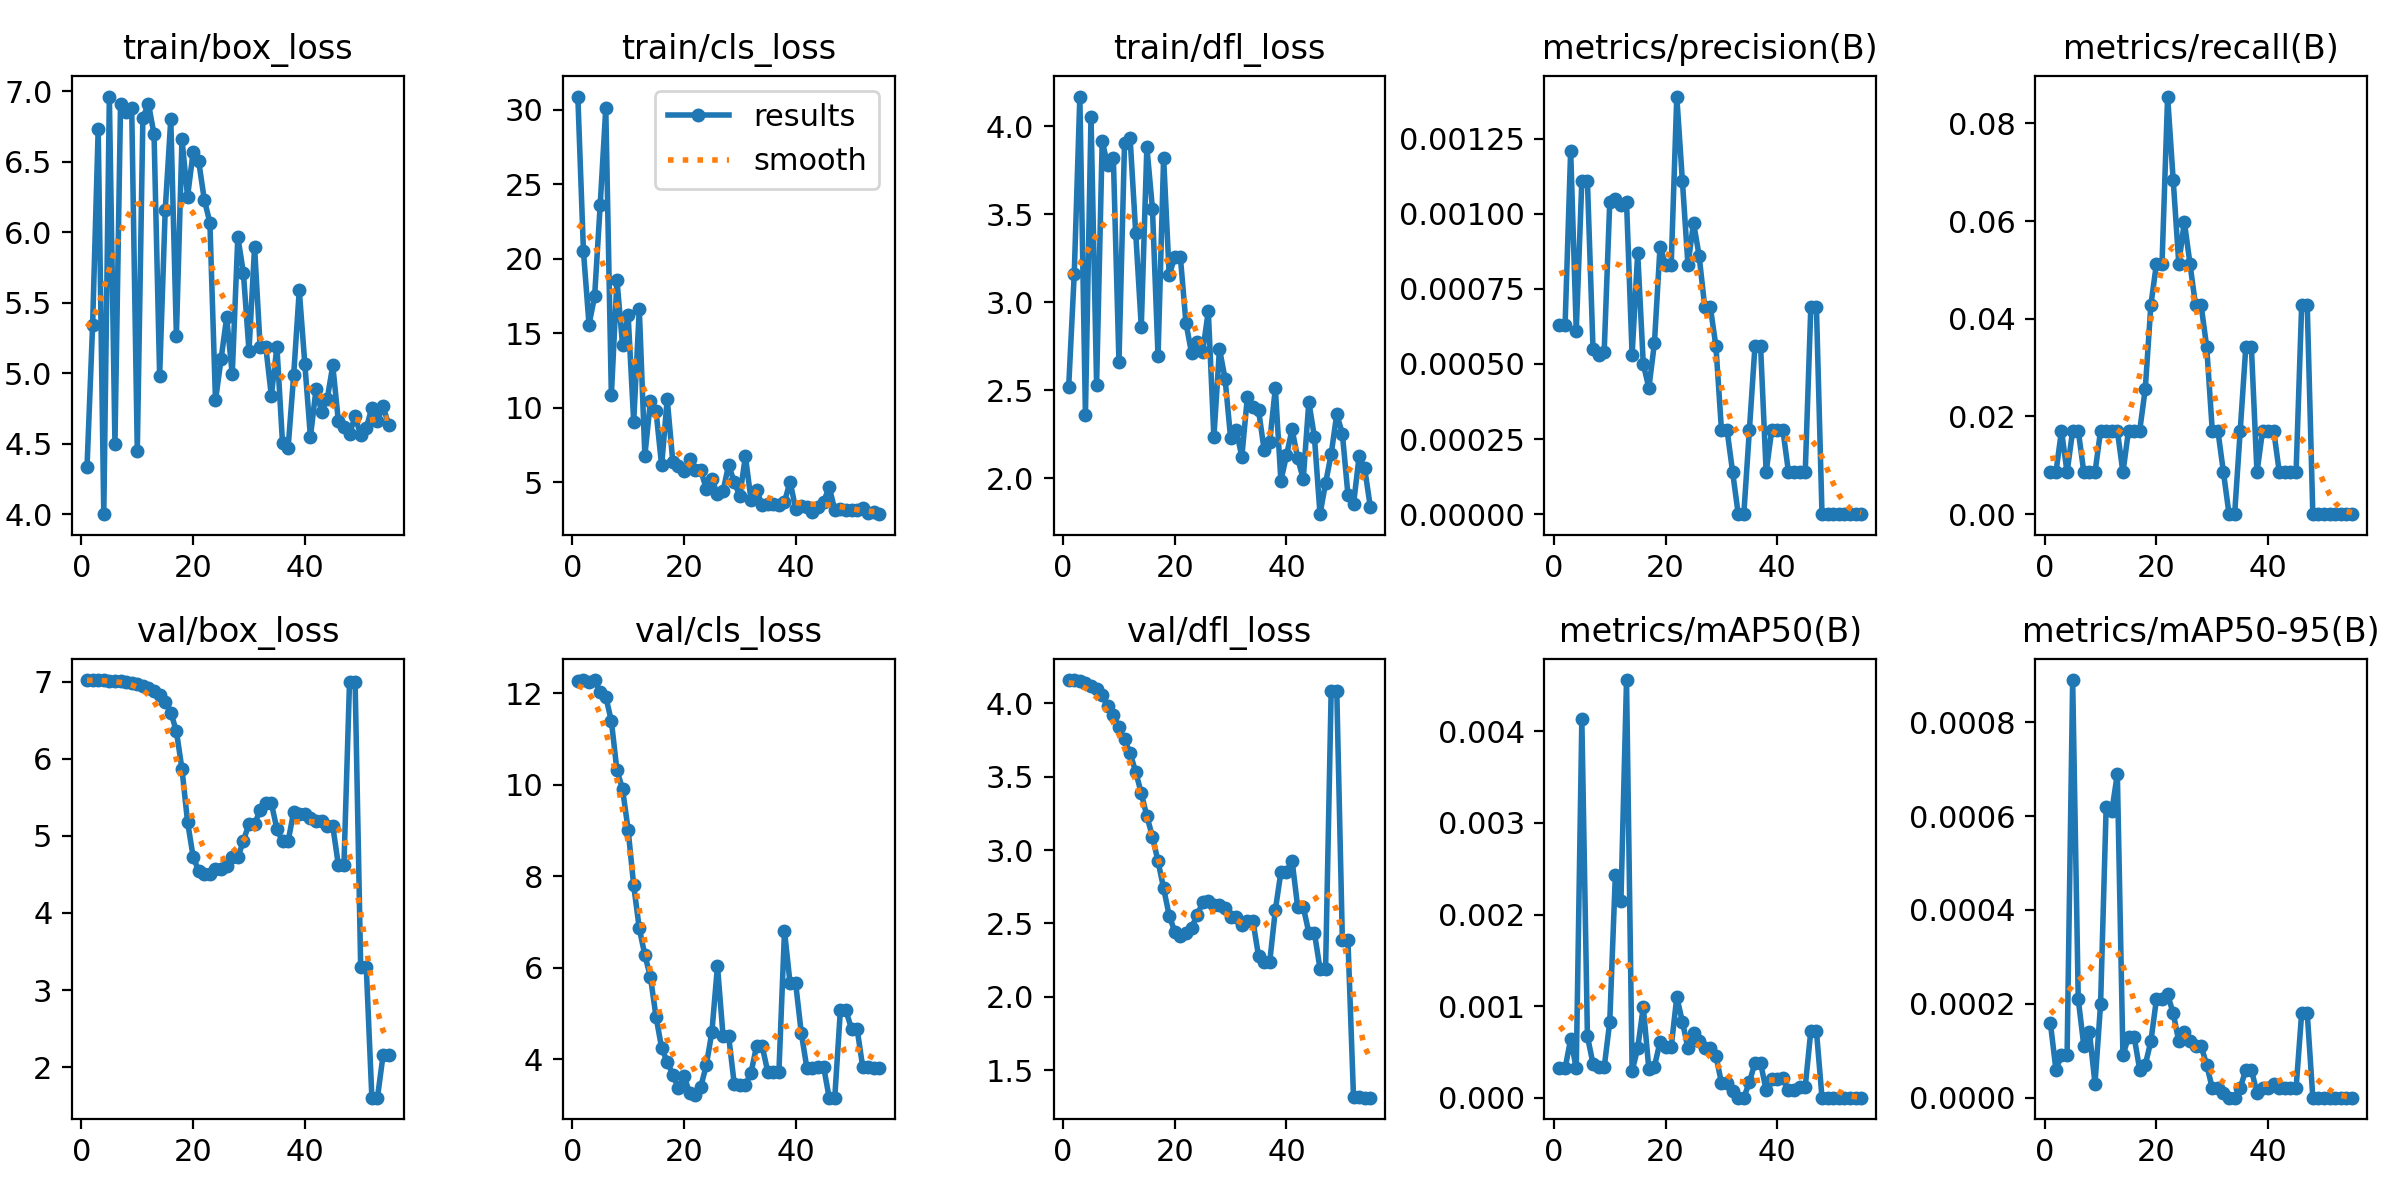 train/box_loss
7.0
6.5
6.0
5.5
5.0
4.5
4.0
0 20 40
train/cls_loss
results
smooth
30
25
20
15
10
5
0 20 40
train/dfl_loss
4.0
3.5
3.0
2.5
2.0
0 20 40
metrics/precision(B)
0.00125
0.00100
0.00075
0.00050
0.00025
0.00000
0 20 40
metrics/recall(B)
0.08
0.06
0.04
0.02
0.00
0 20 40
val/box_loss
7
6
5
4
3
2
0 20 40
val/cls_loss
12
10
8
6
4
0 20 40
val/dfl_loss
4.0
3.5
3.0
2.5
2.0
1.5
0 20 40
metrics/mAP50(B)
0.004
0.003
0.002
0.001
0.000
0 20 40
metrics/mAP50-95(B)
0.0008
0.0006
0.0004
0.0002
0.0000
0 20 40